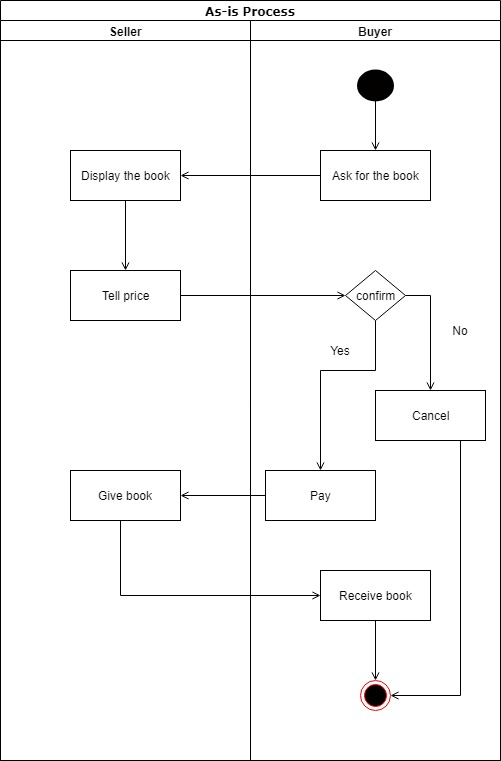 As-is Process
Seller
Buyer
Display the book
Ask for the book
Tell price
confirm
No
Yes
Cancel
Give book
Pay
Receive book